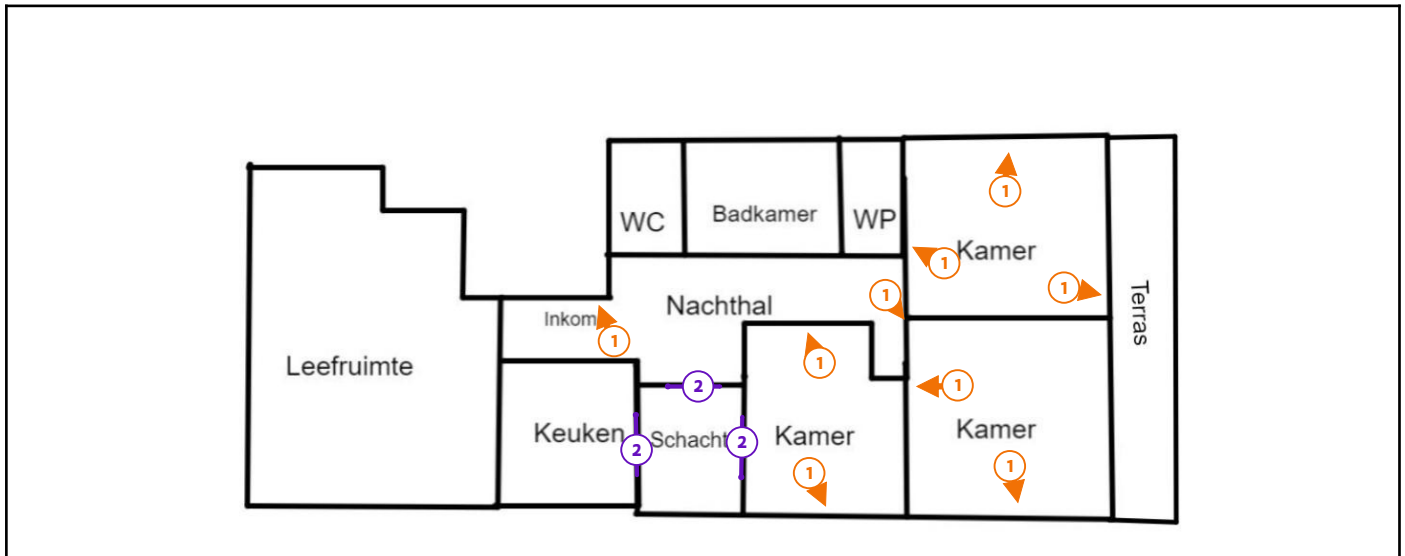 1
WC
Badkamer
WP
1
Kamer
1
1
Terras
Nachthal
Inkom
1
1
Leefruimte
2
1
Keuken
2
Schacht
2
Kamer
Kamer
1
1